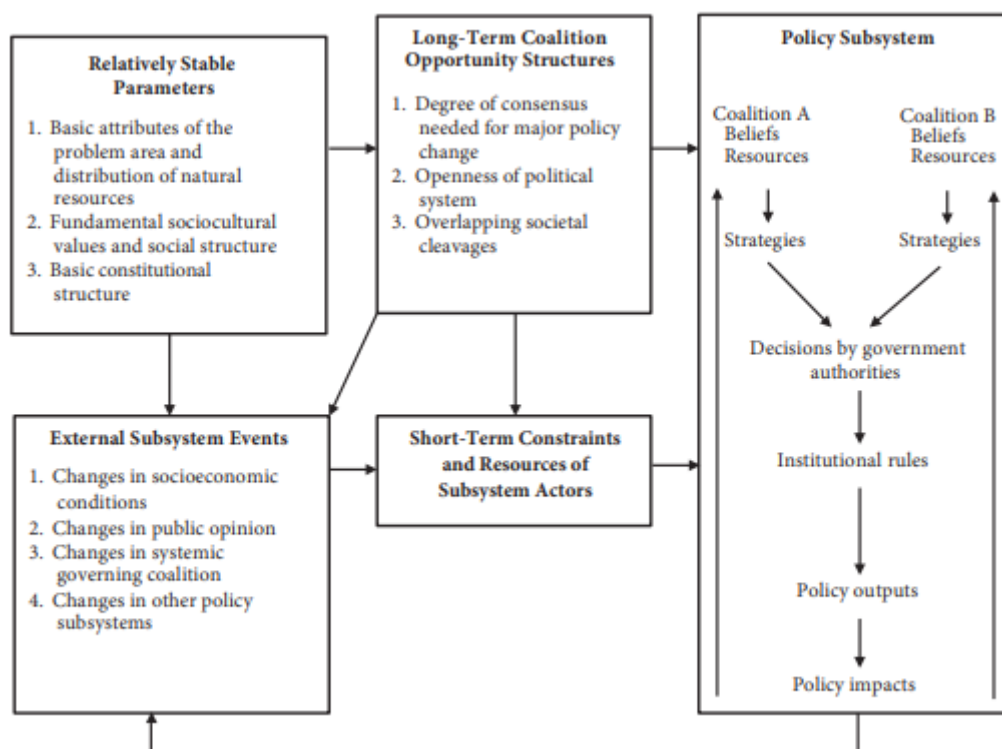 Relatively Stable
Parameters
1. Basic attributes of the
problem area and
distribution of natural
resources
2. Fundamental sociocultural
values and social structure
3. Basic constitutional
structure
Long-Term Coalition
Opportunity Structures
1. Degree of consensus
needed for major policy
change
2. Openness of political
system
3. Overlapping societal
cleavages
Policy Subsystem
Coalition A
Beliefs
Resources
Coalition B
Beliefs
Resources
Strategies
Strategies
Decisions by government
authorities
Institutional rules
Policy outputs
Policy impacts
External Subsystem Events
1. Changes in socioeconomic
conditions
2. Changes in public opinion
3. Changes in systemic
governing coalition
4. Changes in other policy
subsystems
Short-Term Constraints
and Resources of
Subsystem Actors